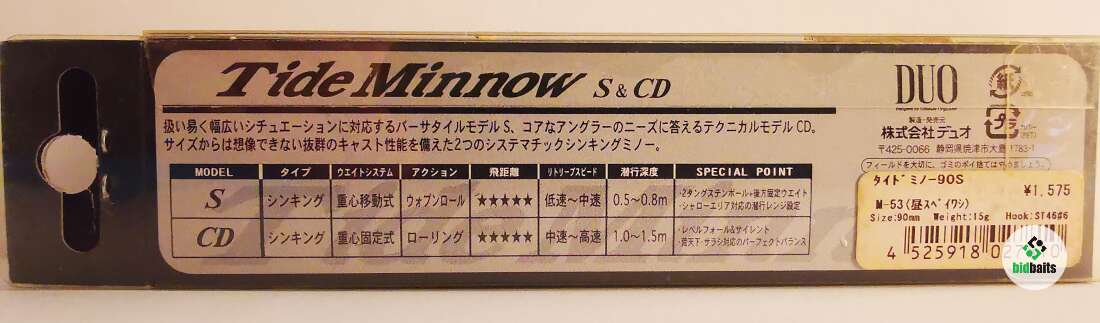 Tide Minnow S & CD
扱い易く幅広いシチュエーションに対応するバーサタイルモデルS、コアなアングラーのニーズに答えるテクニカルモデルCD。
サイズからは想像できない抜群のキャスト性能を備えた2つのシステマチックシンキングミノー。
MODEL タイプ ウエイトシステム アクション 飛距離 リトリーブスピード 潜行深度 SPECIAL POINT
S シンキング 重心移動式 ウォブンロール ★★★★★ 低速〜中速 0.5〜0.8m ・2タングステンボール+後方固定ウエイト
・シャローエリア対応の潜行レンジ設定
CD シンキング 重心固定式 ローリング ★★★★★ 中速〜高速 1.0〜1.5m ・レベルフォール&サイレント
・荒天下・サラシ対応のパーフェクトバランス
DUO
紙
プラ
製造・発売元
株式会社デュオ
〒425-0066 静岡県焼津市大島1783-1
フィールドを大切に、ゴミのポイ捨ては
タイドミノー90S
¥1,575
M-53(昼スペイワシ)
Size:90mm Weight:15g Hook:ST46#6
4 525918
bidbaits